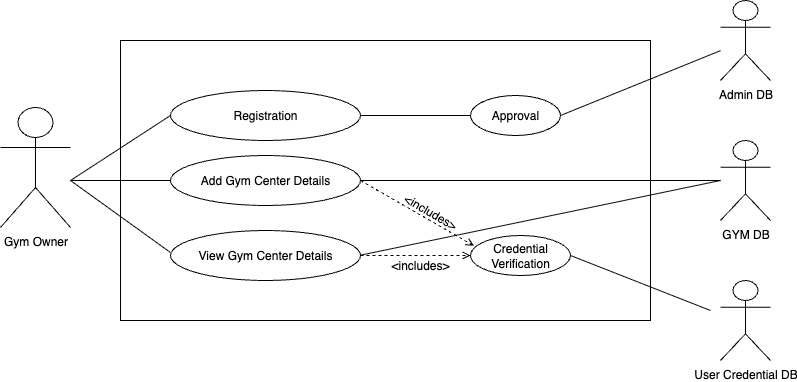 Admin DB
Registration
Approval
Add Gym Center Details
<includes>
Gym Owner
GYM DB
View Gym Center Details
<includes>
Credential
Verification
User Credential DB